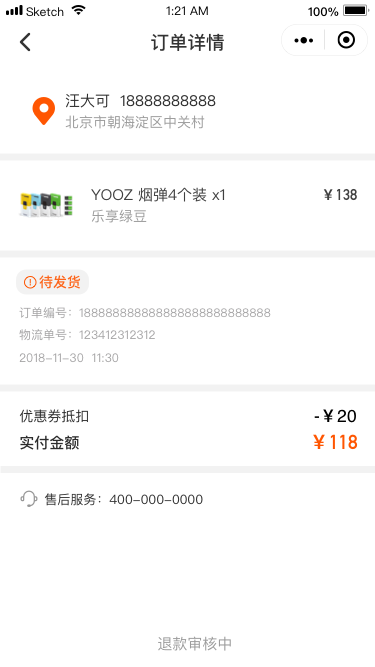 Sketch 1:21 AM 100%
订单详情
汪大可 18888888888
北京市朝海淀区中关村
YOOZ 烟弹4个装 x1 ¥138
乐享绿豆
待发货
订单编号：1888888888888888888888888888
物流单号：123412312312
2018-11-30 11:30
优惠券抵扣 -¥20
实付金额 ¥118
售后服务：400-000-0000
退款审核中